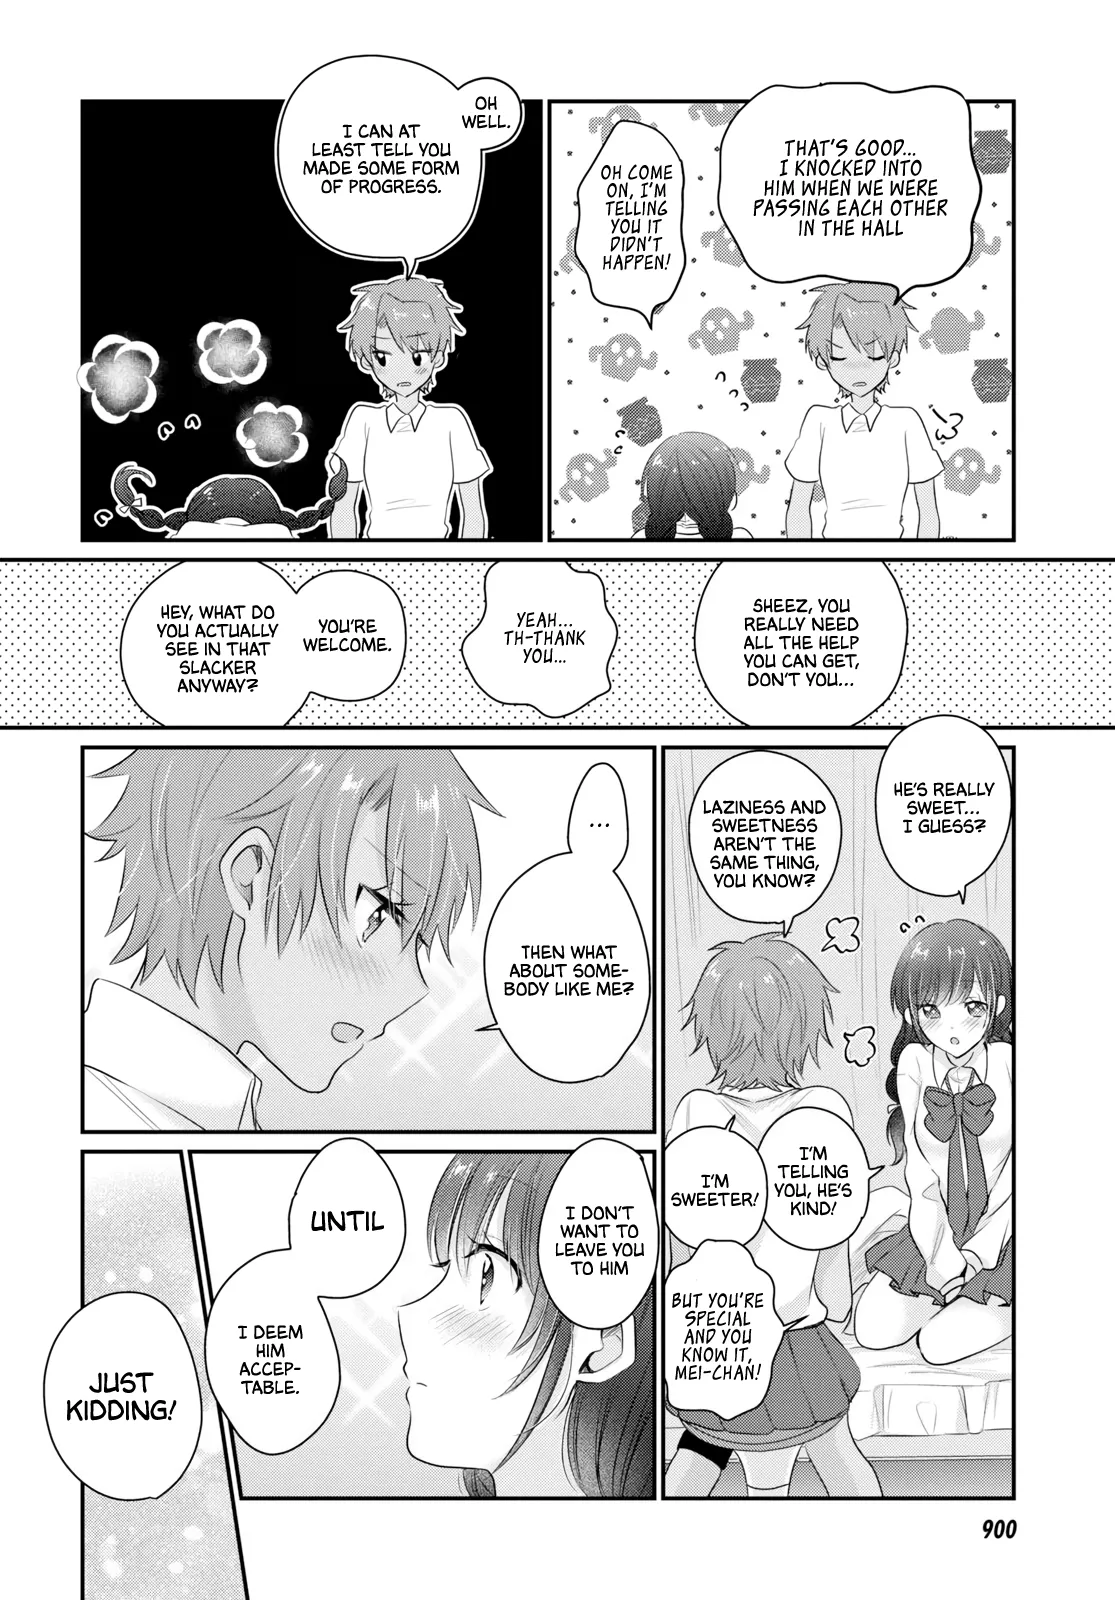 THAT'S GOOD...
I KNOCKED INTO
HIM WHEN WE WERE
PASSING EACH OTHER
IN THE HALL
OH COME
ON, I'M
TELLING
YOU IT
DIDN'T
HAPPEN!
OH
WELL.
I CAN AT
LEAST TELL YOU
MADE SOME FORM
OF PROGRESS.
SHEEZ, YOU
REALLY NEED
ALL THE HELP
YOU CAN GET,
DON'T YOU...
YEAH...
TH-THANK
YOU...
YOU'RE
WELCOME.
HEY, WHAT DO
YOU ACTUALLY
SEE IN THAT
SLACKER
ANYWAY?
HE'S REALLY
SWEET...
I GUESS?
LAZINESS AND
SWEETNESS
AREN'T THE
SAME THING,
YOU KNOW?
I'M
TELLING
YOU, HE'S
KIND!
I'M
SWEETER!
BUT YOU'RE
SPECIAL
AND YOU
KNOW IT,
MEI-CHAN!
...
THEN WHAT
ABOUT SOME-
BODY LIKE ME?
I DON'T
WANT TO
LEAVE YOU
TO HIM
UNTIL
I DEEM
HIM
ACCEP-
TABLE.
JUST
KIDDING!
900